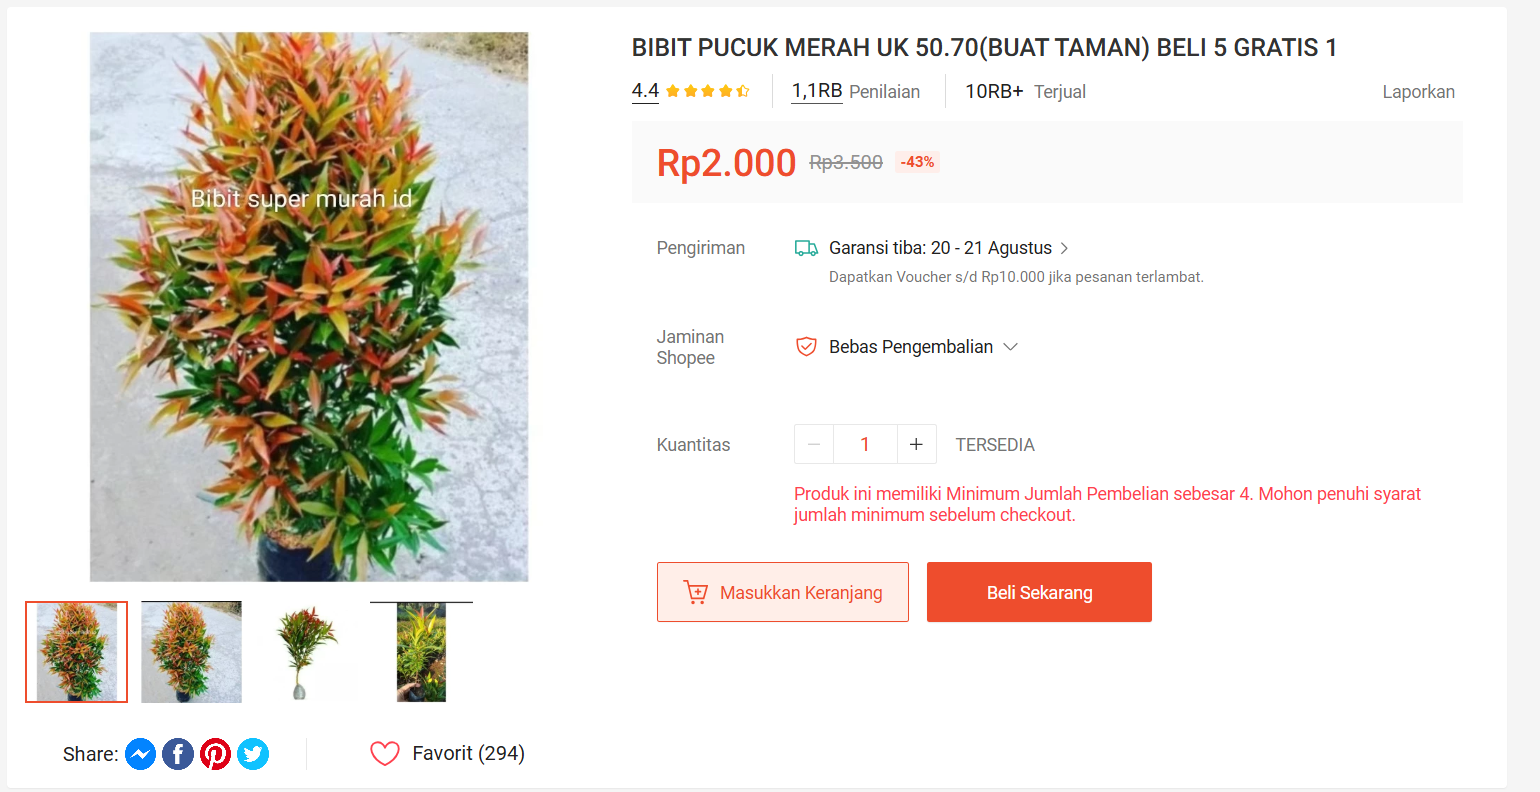 Bibit super murah id
Share:
Favorit (294)
BIBIT PUCUK MERAH UK 50.70(BUAT TAMAN) BELI 5 GRATIS 1
4.4
1,1RB Penilaian
10RB+ Terjual
Laporkan
Rp2.000 Rp3.500 -43%
Pengiriman
Garansi tiba: 20 - 21 Agustus
Dapatkan Voucher s/d Rp10.000 jika pesanan terlambat.
Jaminan
Shopee
Bebas Pengembalian
Kuantitas
1
TERSEDIA
Produk ini memiliki Minimum Jumlah Pembelian sebesar 4. Mohon penuhi syarat
jumlah minimum sebelum checkout.
Masukkan Keranjang
Beli Sekarang